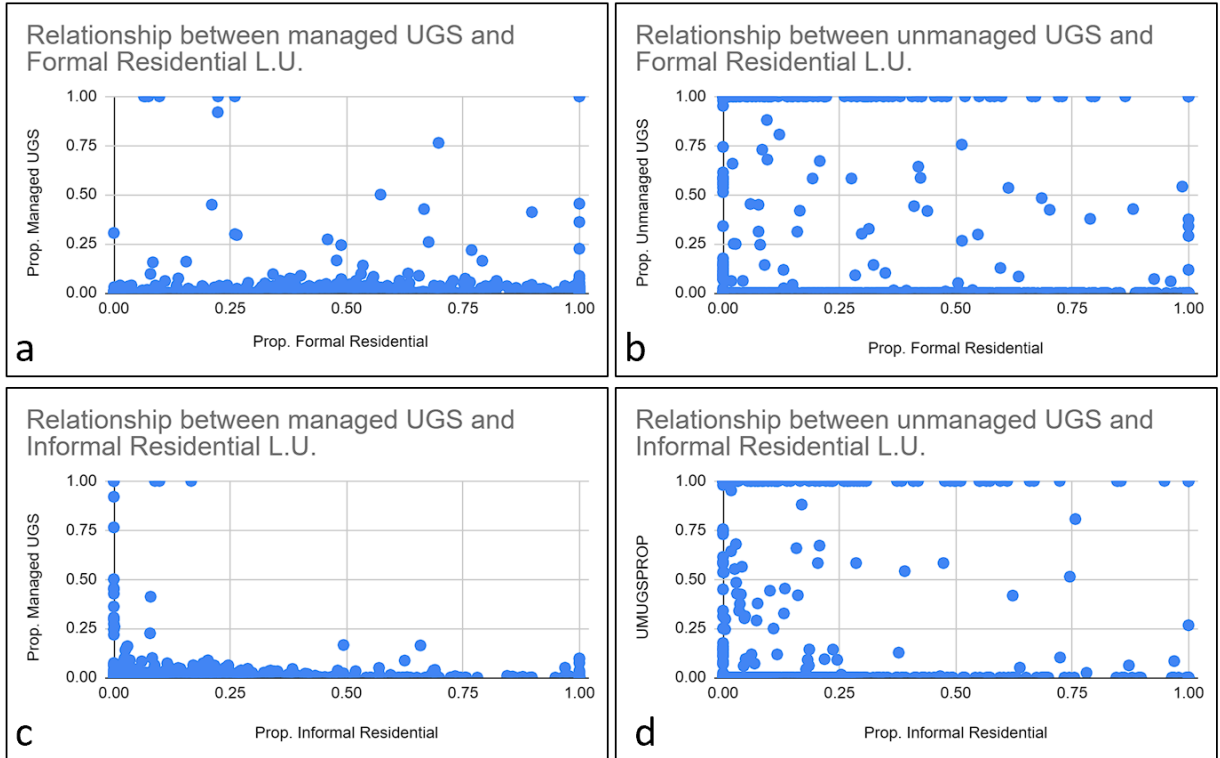 Relationship between managed UGS and
Formal Residential L.U.
1.00
0.75
0.50
0.25
0.00
Prop. Managed UGS
0.00 0.25 0.50 0.75 1.00
Prop. Formal Residential
a
Relationship between unmanaged UGS and
Formal Residential L.U.
1.00
0.75
0.50
0.25
0.00
Prop. Unmanaged UGS
0.00 0.25 0.50 0.75 1.00
Prop. Formal Residential
b
Relationship between managed UGS and
Informal Residential L.U.
1.00
0.75
0.50
0.25
0.00
Prop. Managed UGS
0.00 0.25 0.50 0.75 1.00
Prop. Informal Residential
c
Relationship between unmanaged UGS and
Informal Residential L.U.
1.00
0.75
0.50
0.25
0.00
UMUGSPROP
0.00 0.25 0.50 0.75 1.00
Prop. Informal Residential
d